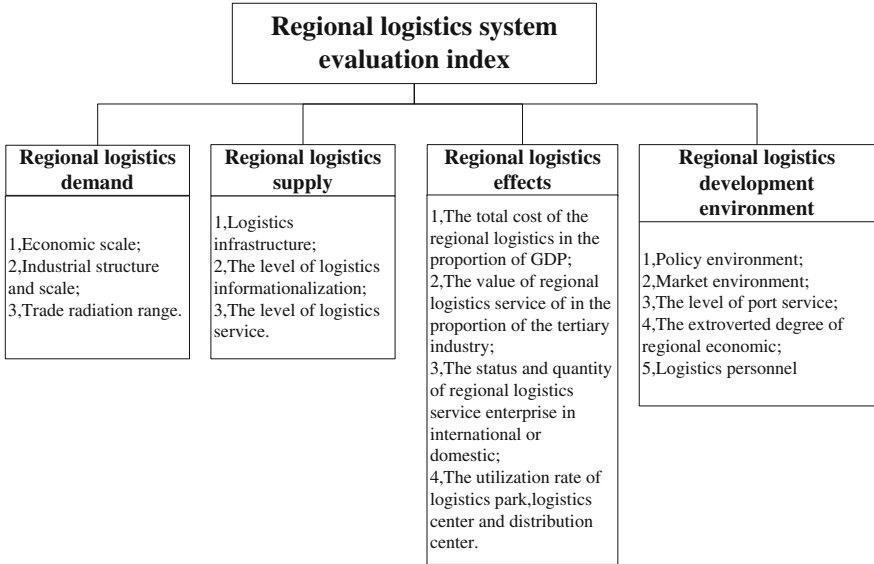 Regional logistics system
evaluation index
Regional logistics
demand
1,Economic scale;
2,Industrial structure
and scale;
3,Trade radiation range.
Regional logistics
supply
1,Logistics
infrastructure;
2,The level of logistics
informationalization;
3,The level of logistics
service.
Regional logistics
effects
1,The total cost of the
regional logistics in the
proportion of GDP;
2,The value of regional
logistics service of in the
proportion of the tertiary
industry;
3,The status and quantity
of regional logistics
service enterprise in
international or
domestic;
4,The utilization rate of
logistics park,logistics
center and distribution
center.
Regional logistics
development
environment
1,Policy environment;
2,Market environment;
3,The level of port service;
4,The extroverted degree of
regional economic;
5,Logistics personnel